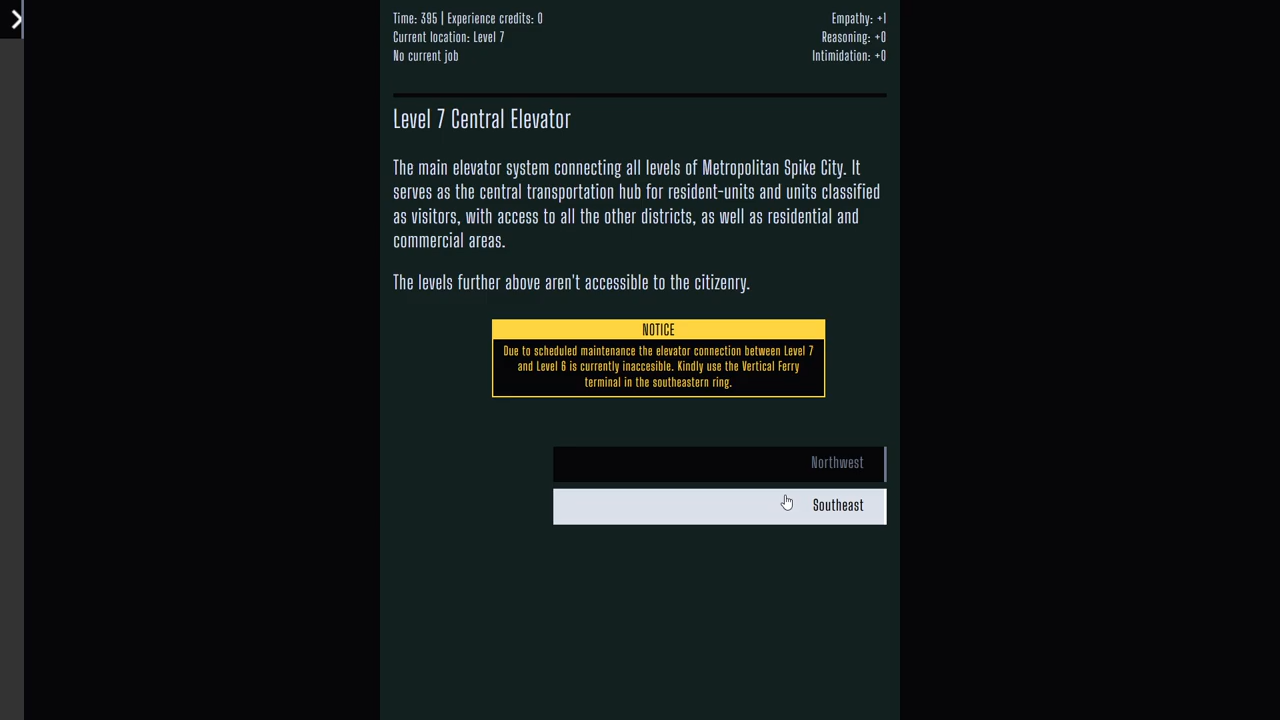 Time: 395 | Experience credits: 0
Empathy: +1
Current location: Level 7
Reasoning: +0
No current job
Intimidation: +0
Level 7 Central Elevator
The main elevator system connecting all levels of Metropolitan Spike City. It
serves as the central transportation hub for resident-units and units classified
as visitors, with access to all the other districts, as well as residential and
commercial areas.
The levels further above aren't accessible to the citizenry.
NOTICE
Due to scheduled maintenance the elevator connection between Level 7
and Level 6 is currently inaccesible. Kindly use the Vertical Ferry
terminal in the southeastern ring.
Northwest
Southeast